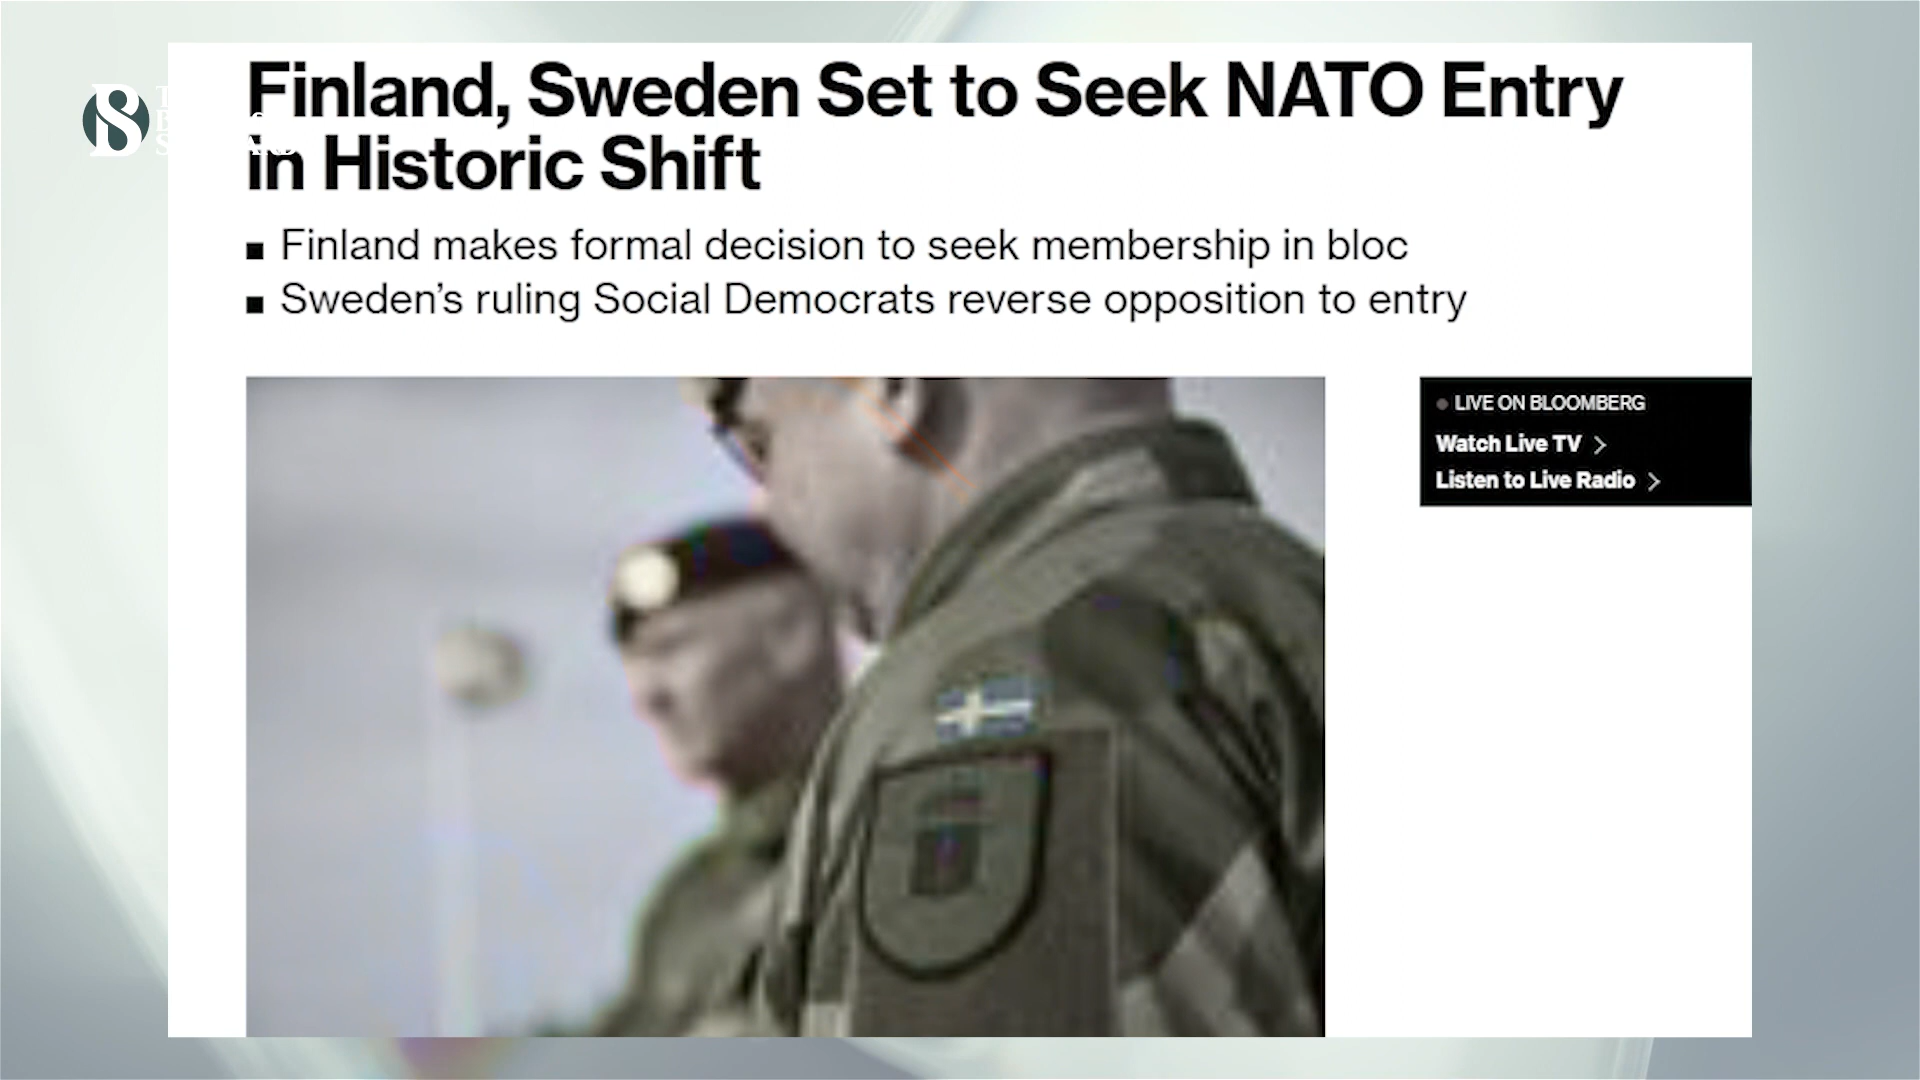 Finland, Sweden Set to Seek NATO Entry
in Historic Shift
Finland makes formal decision to seek membership in bloc
Sweden's ruling Social Democrats reverse opposition to entry
LIVE ON BLOOMBERG
Watch Live TV >
Listen to Live Radio >